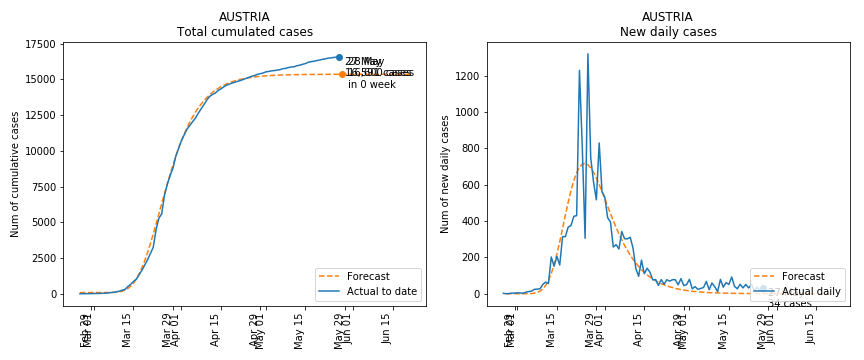 AUSTRIA
Total cumulated cases
Num of cumulative cases
17500
15000
12500
10000
7500
5000
2500
0
27 May
28 May
cases
in 0 week
Forecast
Actual to date
Feb 29
Mar 01
Mar 15
Mar 29
Apr 01
Apr 15
Apr 29
May 01
May 15
May 29
Jun 01
Jun 15
AUSTRIA
New daily cases
Num of new daily cases
1200
1000
800
600
400
200
0
Forecast
Actual daily
34 cases
Feb 29
Mar 01
Mar 15
Mar 29
Apr 01
Apr 15
Apr 29
May 01
May 15
May 29
Jun 01
Jun 15